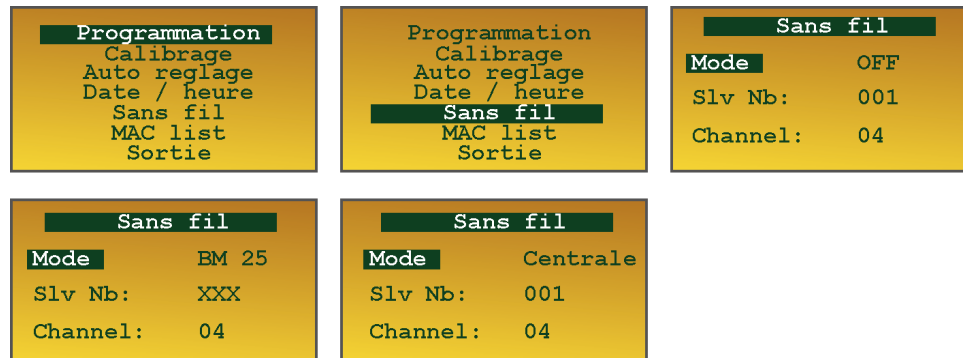 Programmation
Calibrage
Auto reglage
Date / heure
Sans fil
MAC list
Sortie
Programmation
Calibrage
Auto reglage
Date / heure
Sans fil
MAC list
Sortie
Sans fil
Mode OFF
Slv Nb: 001
Channel: 04
Sans fil
Mode BM 25
Slv Nb: XXX
Channel: 04
Sans fil
Mode Centrale
Slv Nb: 001
Channel: 04